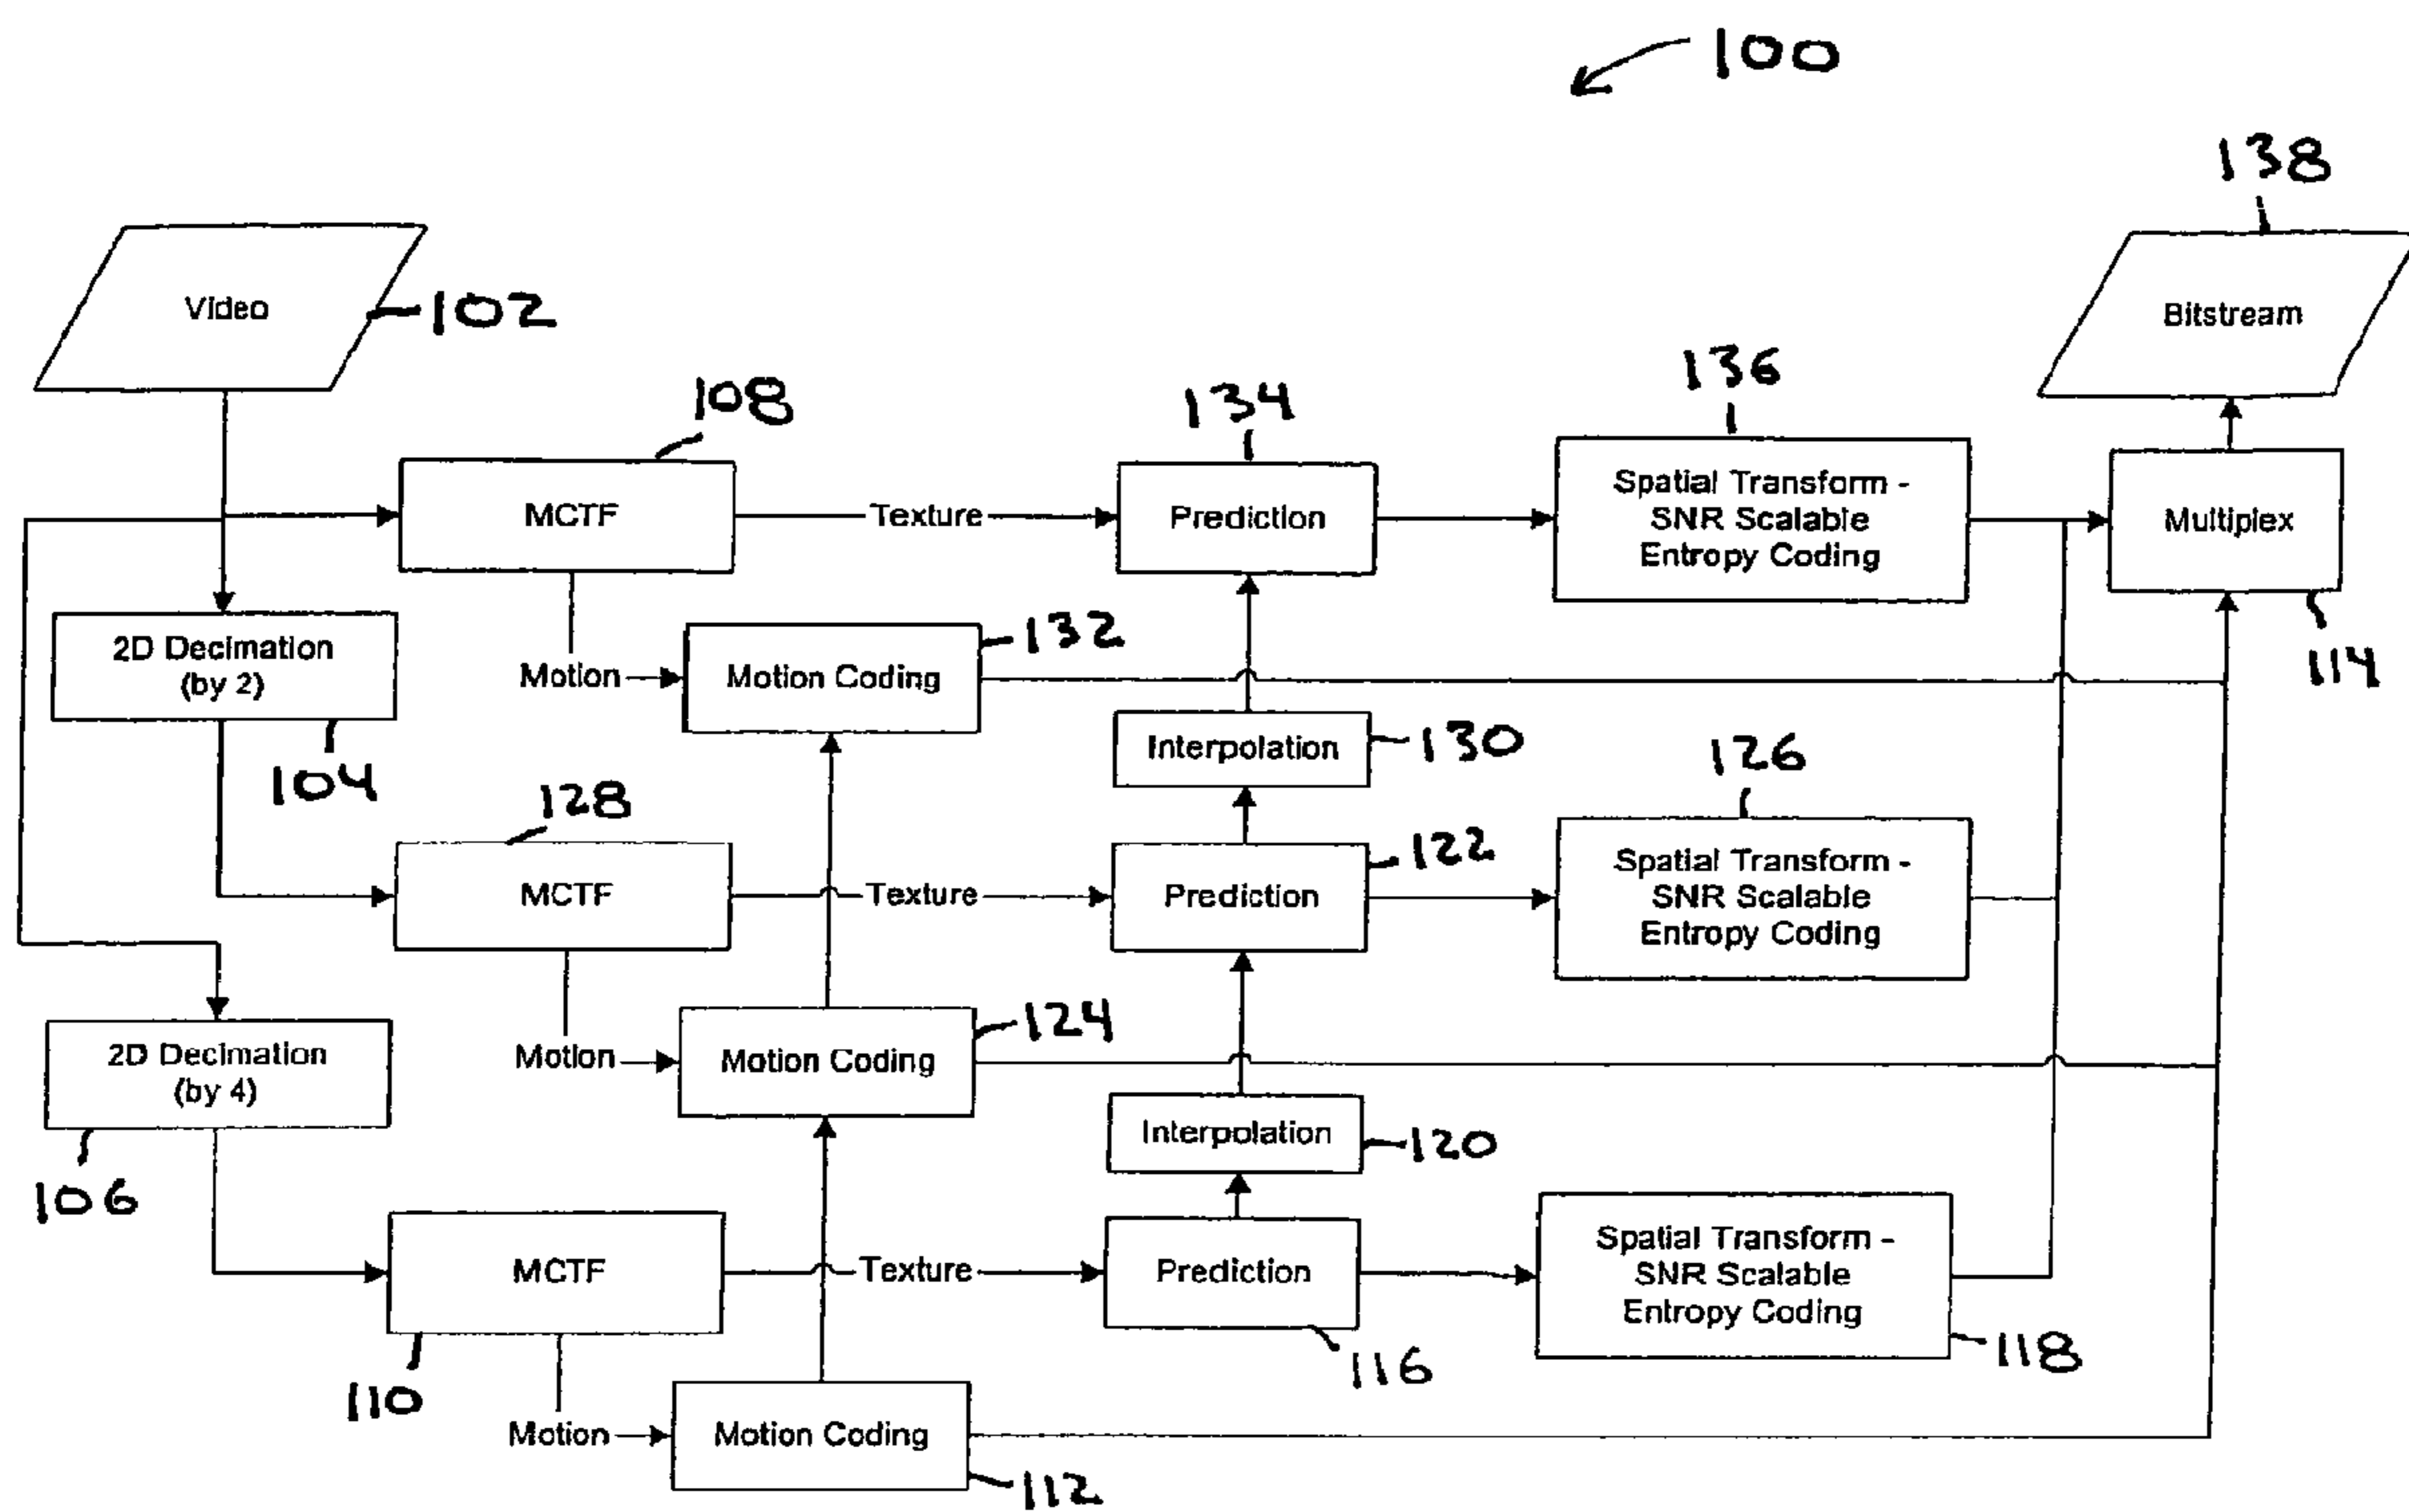 100
138
Video
102
Bitstream
136
108
134
MCTF
Texture
Prediction
Spatial Transform -
SNR Scalable
Entropy Coding
Multiplex
114
2D Decimation
(by 2)
104
132
Motion
Motion Coding
Interpolation
130
126
128
122
MCTF
Texture
Prediction
Spatial Transform -
SNR Scalable
Entropy Coding
124
2D Decimation
(by 4)
106
Motion
Motion Coding
Interpolation
120
MCTF
Texture
Prediction
Spatial Transform -
SNR Scalable
Entropy Coding
110
116
118
Motion
Motion Coding
112